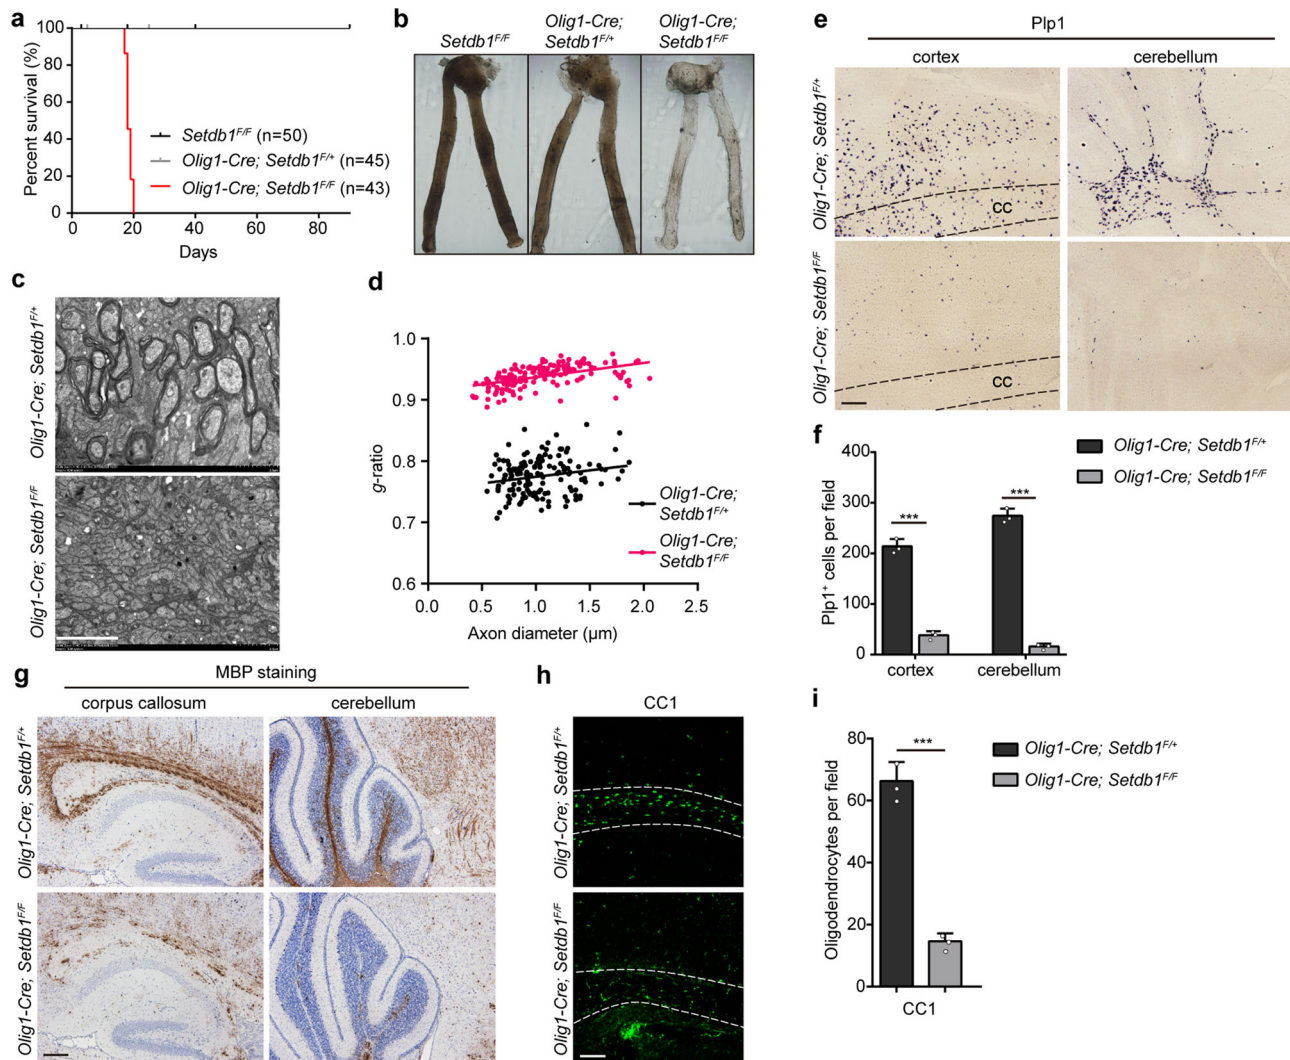 a
Percent survival (%)
100
80
60
40
20
0
0
20
40
60
80
Days
Setdb1F/F (n=50)
Olig1-Cre; Setdb1F/+ (n=45)
Olig1-Cre; Setdb1F/F (n=43)
b
Setdb1F/F
Olig1-Cre;
Setdb1F/+
Olig1-Cre;
Setdb1F/F
c
Olig1-Cre; Setdb1F/+
Olig1-Cre; Setdb1F/F
d
g-ratio
1.0
0.9
0.8
0.7
0.6
0.0
0.5
1.0
1.5
2.0
2.5
Axon diameter (µm)
Olig1-Cre;
Setdb1F/+
Olig1-Cre;
Setdb1F/F
e
Plp1
cortex
cerebellum
Olig1-Cre; Setdb1F/+
Olig1-Cre; Setdb1F/F
CC
CC
f
Plp1+ cells per field
400
300
200
100
0
***
***
cortex
cerebellum
Olig1-Cre; Setdb1F/+
Olig1-Cre; Setdb1F/F
g
MBP staining
corpus callosum
cerebellum
Olig1-Cre; Setdb1F/+
Olig1-Cre; Setdb1F/F
h
CC1
Olig1-Cre; Setdb1F/+
Olig1-Cre; Setdb1F/F
i
Oligodendrocytes per field
80
60
40
20
0
***
CC1
Olig1-Cre; Setdb1F/+
Olig1-Cre; Setdb1F/F